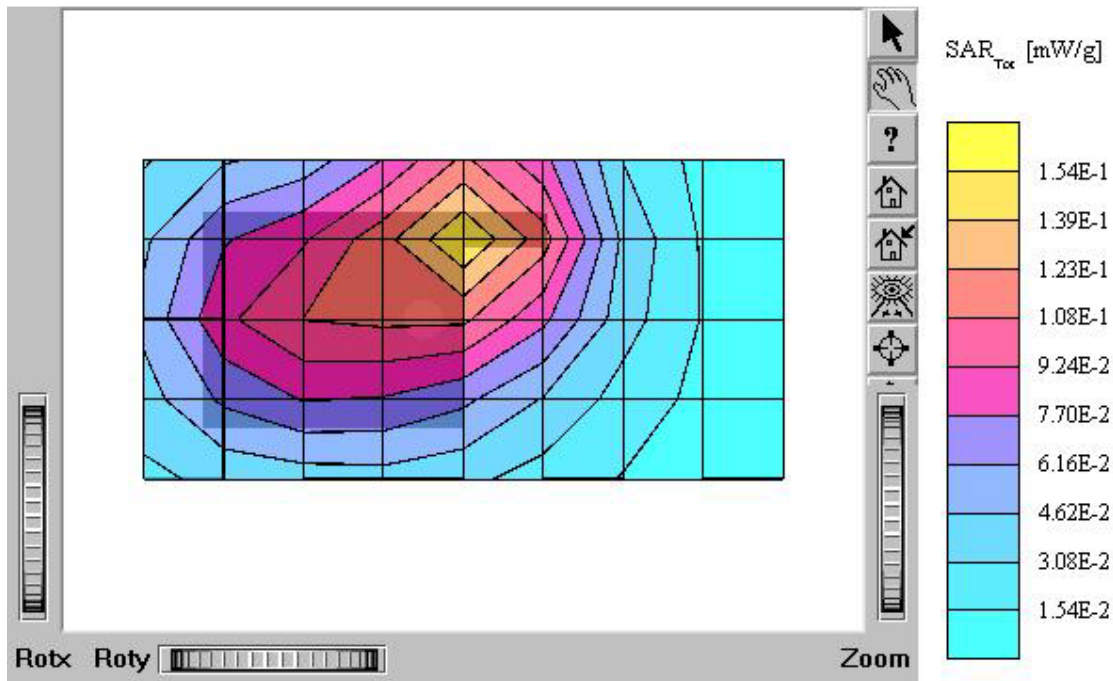 SAR_Tot [mW/g]
?
1.54E-1
1.39E-1
1.23E-1
1.08E-1
9.24E-2
7.70E-2
6.16E-2
4.62E-2
3.08E-2
1.54E-2
Rotx Roty Zoom